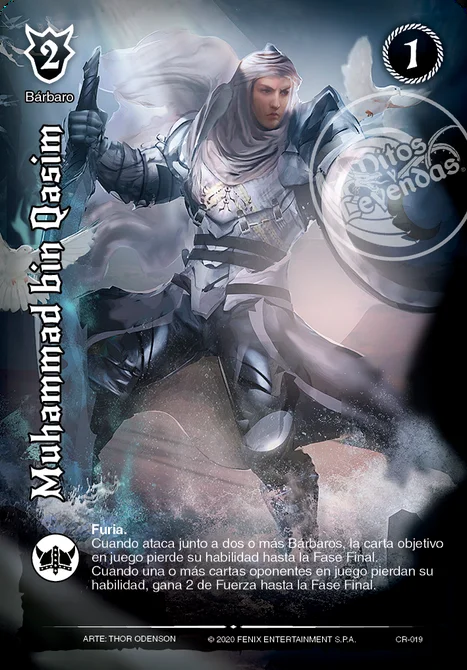 2
1
Bárbaro
Mitos
y
Leyendas
Muhammad bin Qasim
Furia.
Cuando ataca junto a dos o más Bárbaros, la carta objetivo
en juego pierde su habilidad hasta la Fase Final.
Cuando una o más cartas oponentes en juego pierdan su
habilidad, gana 2 de Fuerza hasta la Fase Final.
ARTE: THOR ODENSON © 2020 FENIX ENTERTAINMENT S.P.A. CR-019